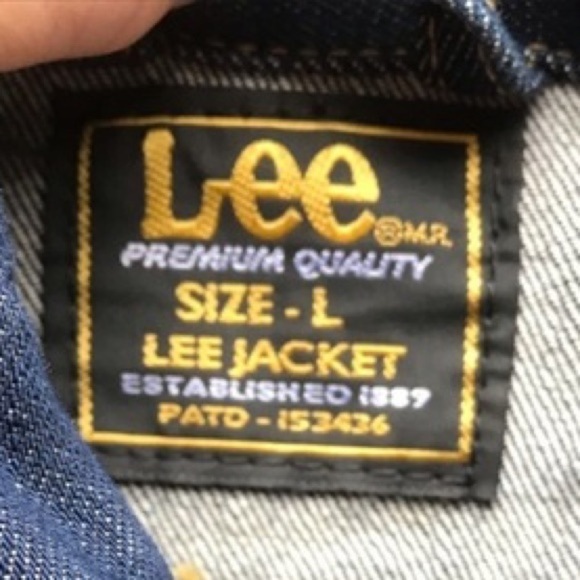 Lee ® M.R.
PREMIUM QUALITY
SIZE - L
LEE JACKET
ESTABLISHED 1889
PATD - 153436